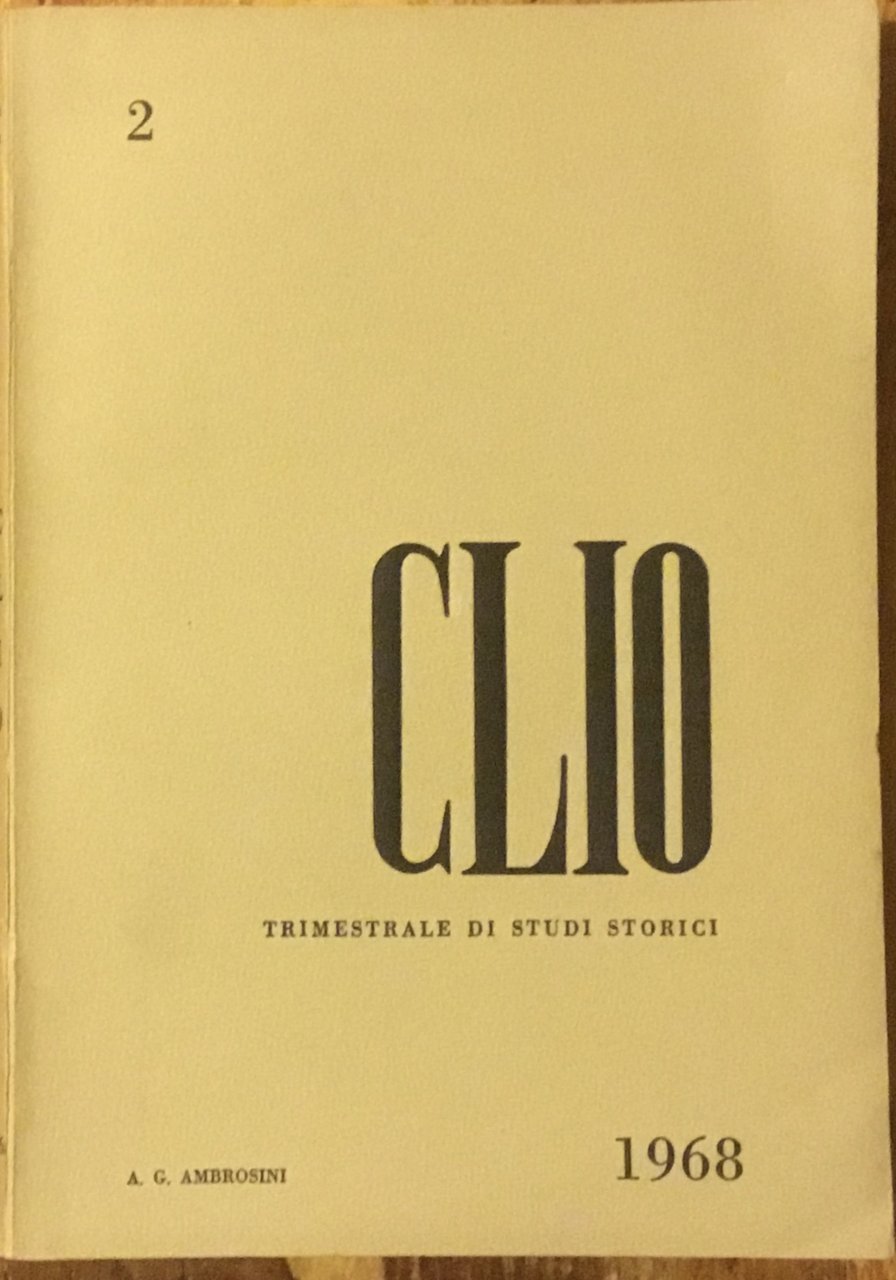 2
CLIO
TRIMESTRALE DI STUDI STORICI
A. G. AMBROSINI
1968